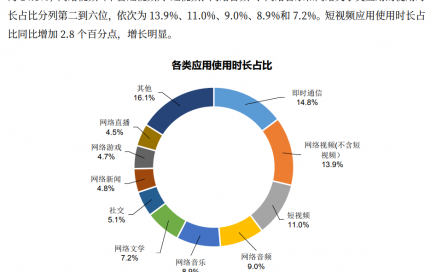 长占比分列第二到六位，依次为 13.9%、11.0%、9.0%、8.9%和 7.2%。短视频应用使用时长占
比同比增加 2.8 个百分点，增长明显。
各类应用使用时长占比
其他
16.1%
即时通信
14.8%
网络直播
4.5%
网络视频(不含短
视频）
13.9%
网络游戏
4.7%
网络新闻
4.8%
短视频
11.0%
社交
5.1%
网络文学
7.2%
网络音乐
8.9%
网络音频
9.0%